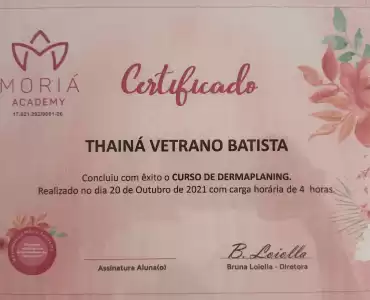 MORIÁ
ACADEMY
Certificado
THAINÁ VETRANO BATISTA
Concluiu com êxito o CURSO DE DERMAPLANING.
Realizado no dia 20 de Outubro de 2021 com carga horária de 4 horas.
B. Loiella
Assinatura Aluna(o)
Bruna Loiella - Diretora